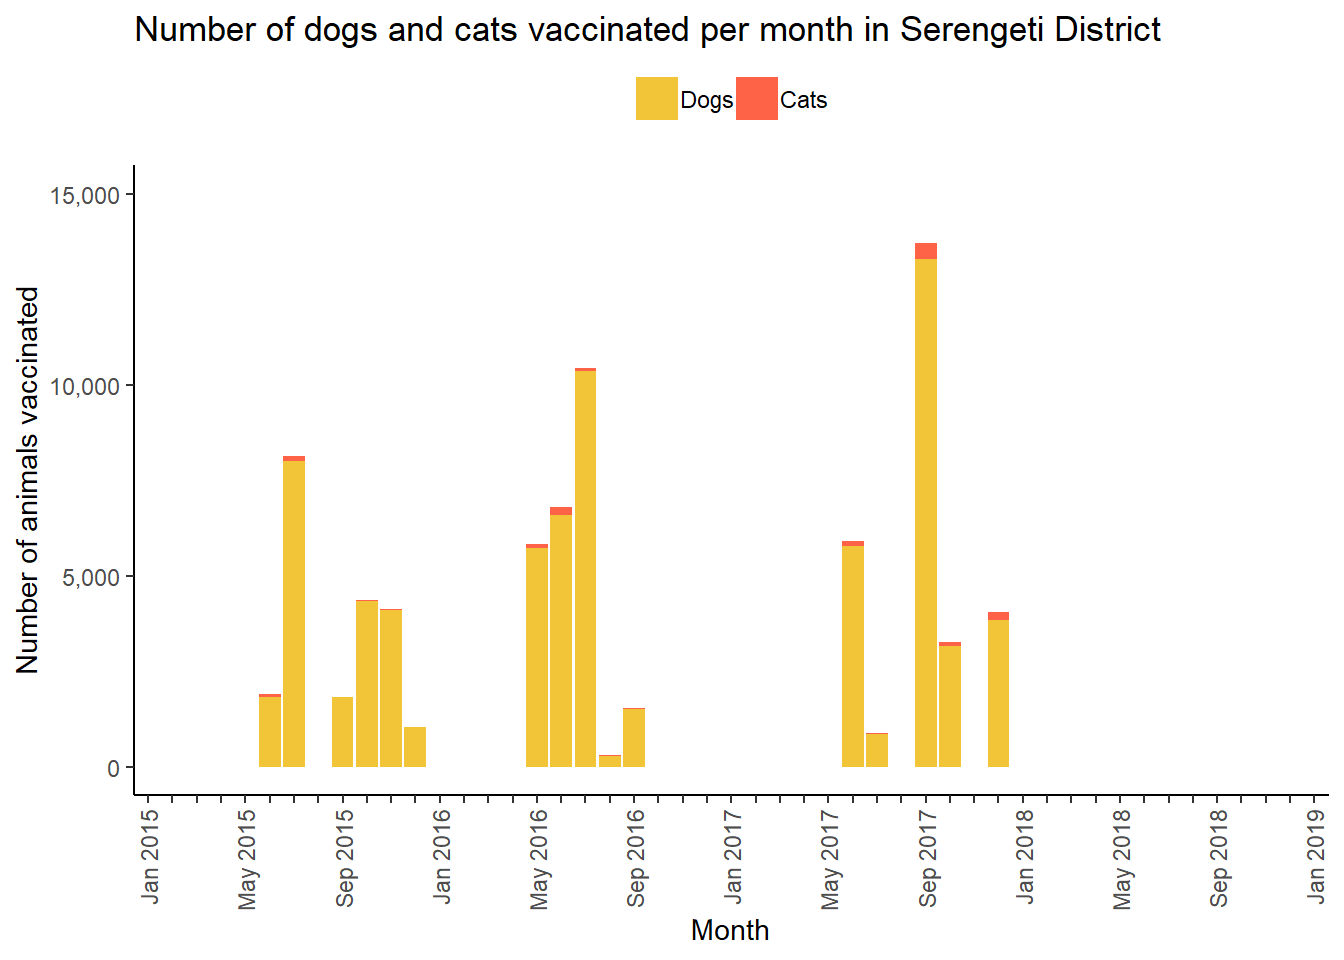 Number of dogs and cats vaccinated per month in Serengeti District
Dogs Cats
Number of animals vaccinated
15,000
10,000
5,000
0
Jan 2015
May 2015
Sep 2015
Jan 2016
May 2016
Sep 2016
Jan 2017
May 2017
Sep 2017
Jan 2018
May 2018
Sep 2018
Jan 2019
Month